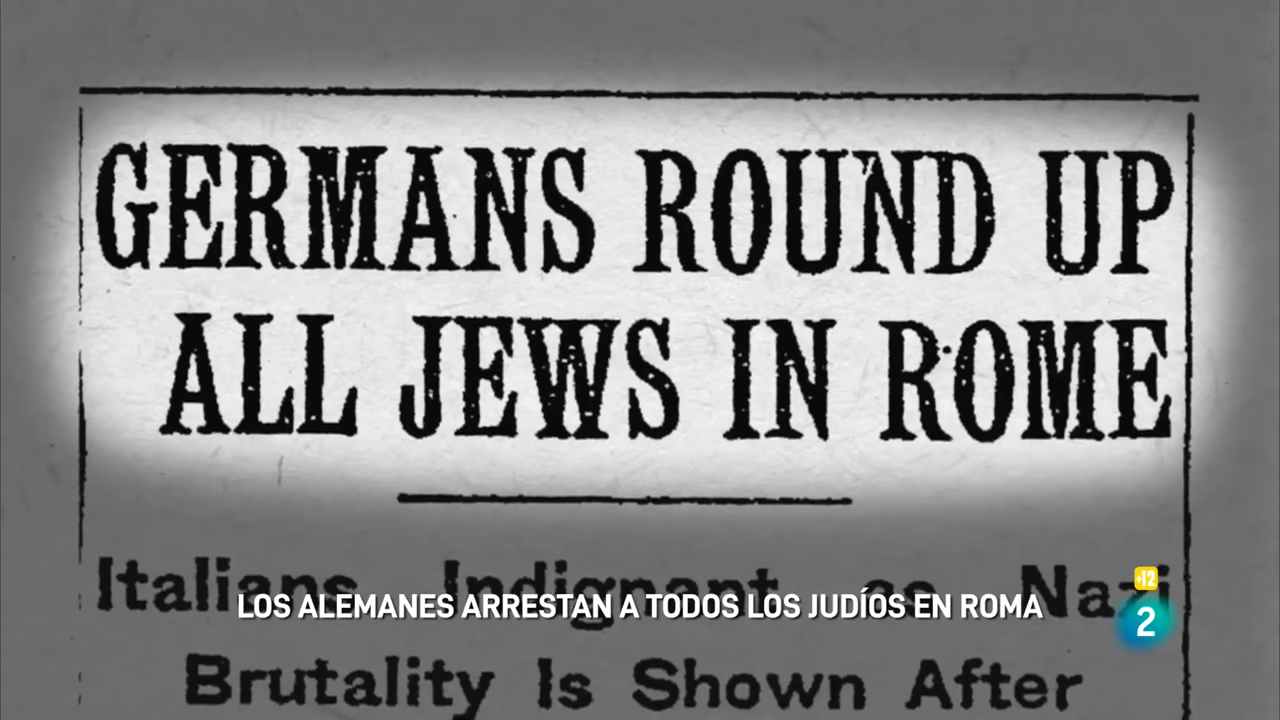 GERMANS ROUND UP
ALL JEWS IN ROME
Italians Indignant as Nazi
LOS ALEMANES ARRESTAN A TODOS LOS JUDÍOS EN ROMA
+12
2
Brutality Is Shown After